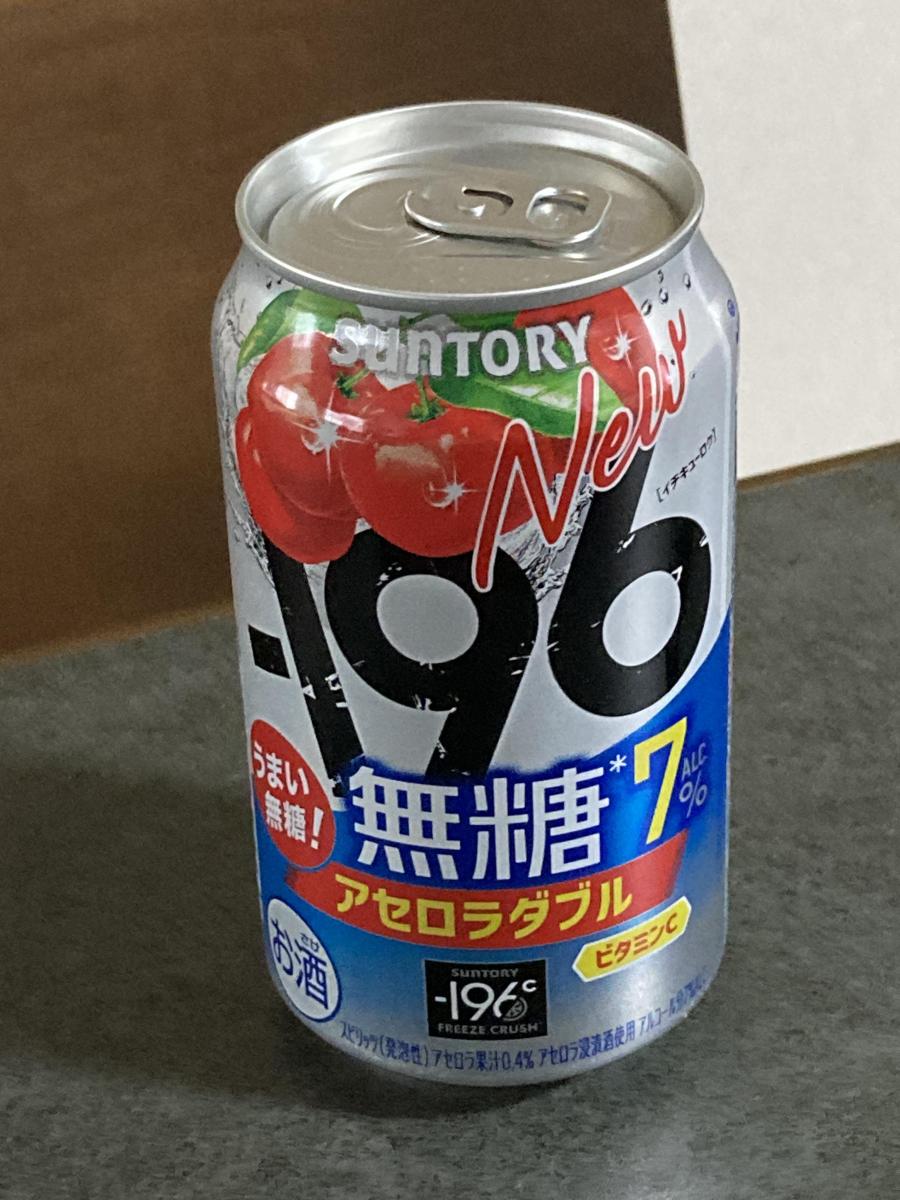 SUNTORY
New
[イチキューロク]
-196
うまい
無糖!
無糖*
7
ALC.
%
アセロラダブル
ビタミンC
さけ
お酒
SUNTORY
-196℃
FREEZE CRUSH
スピリッツ(発泡性) アセロラ果汁0.4% アセロラ浸漬酒使用 アルコール分7%